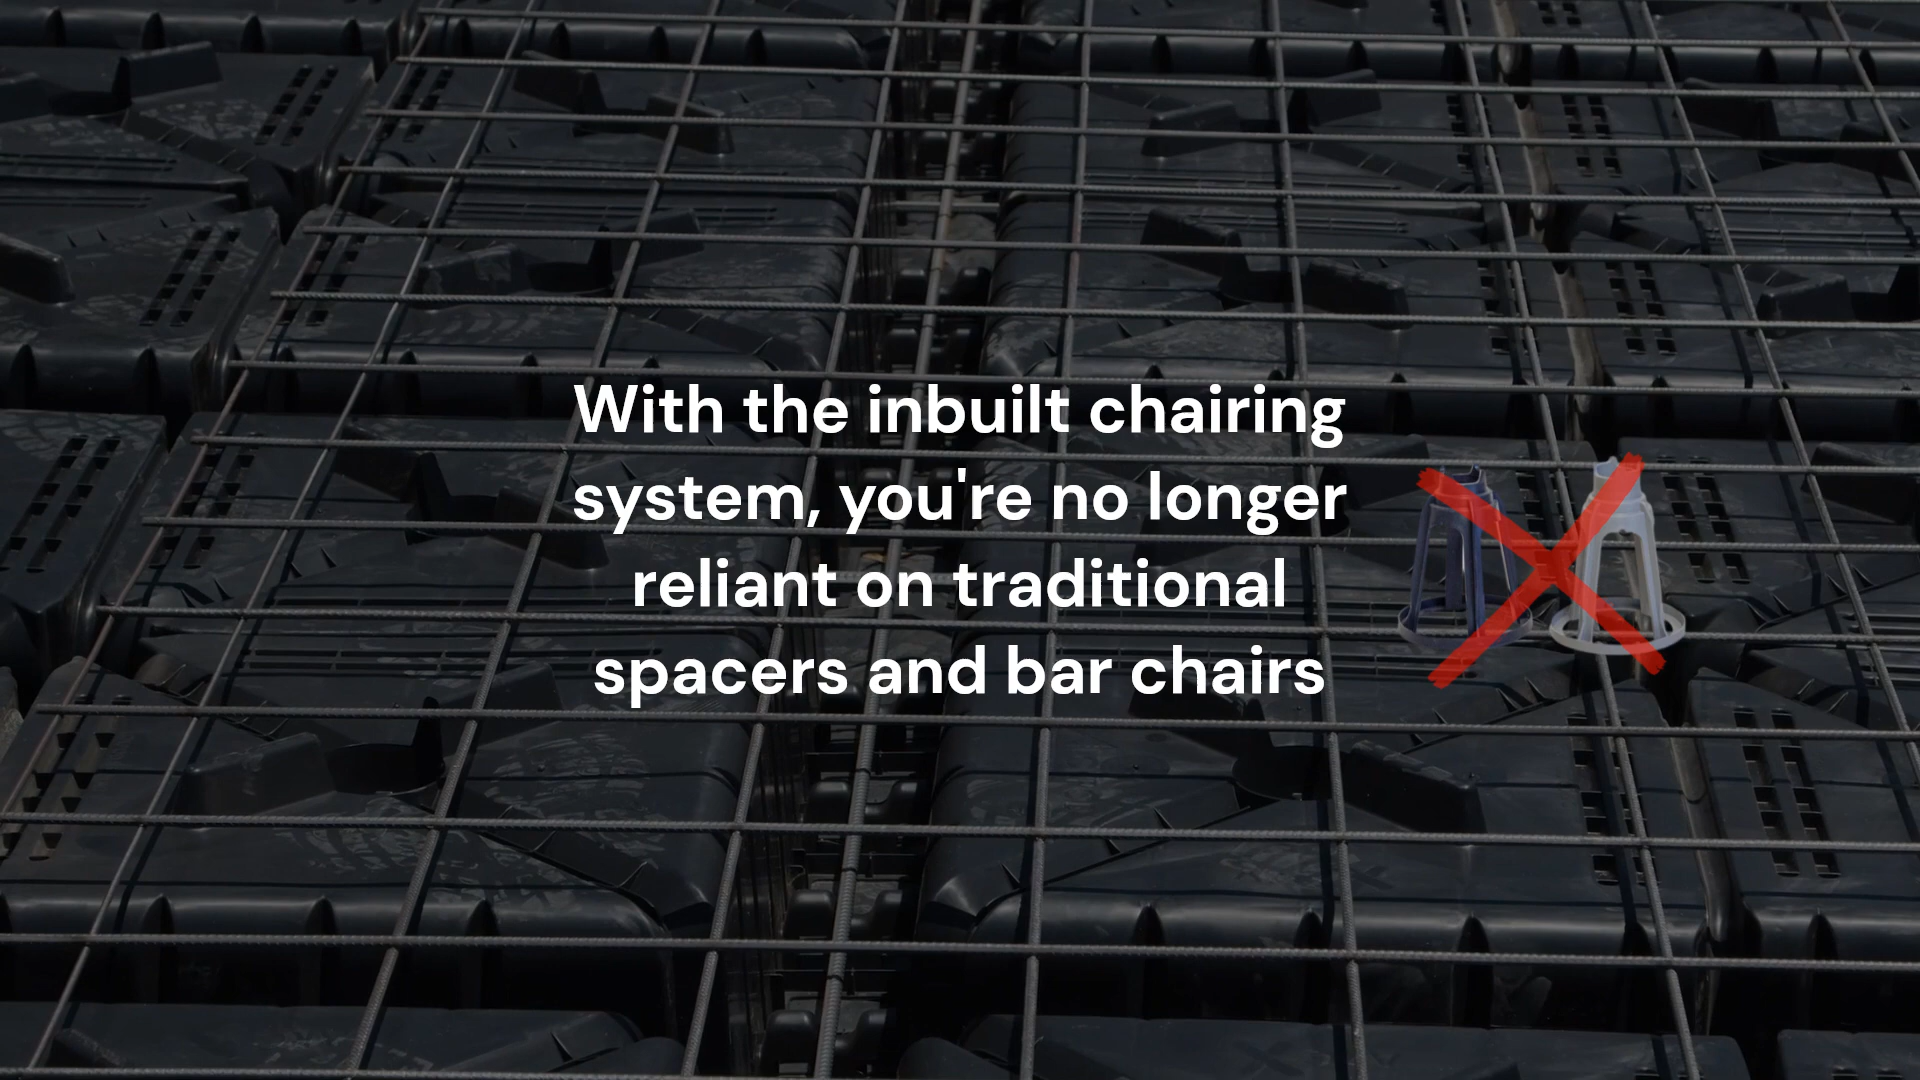 With the inbuilt chairing
system, you're no longer
reliant on traditional
spacers and bar chairs